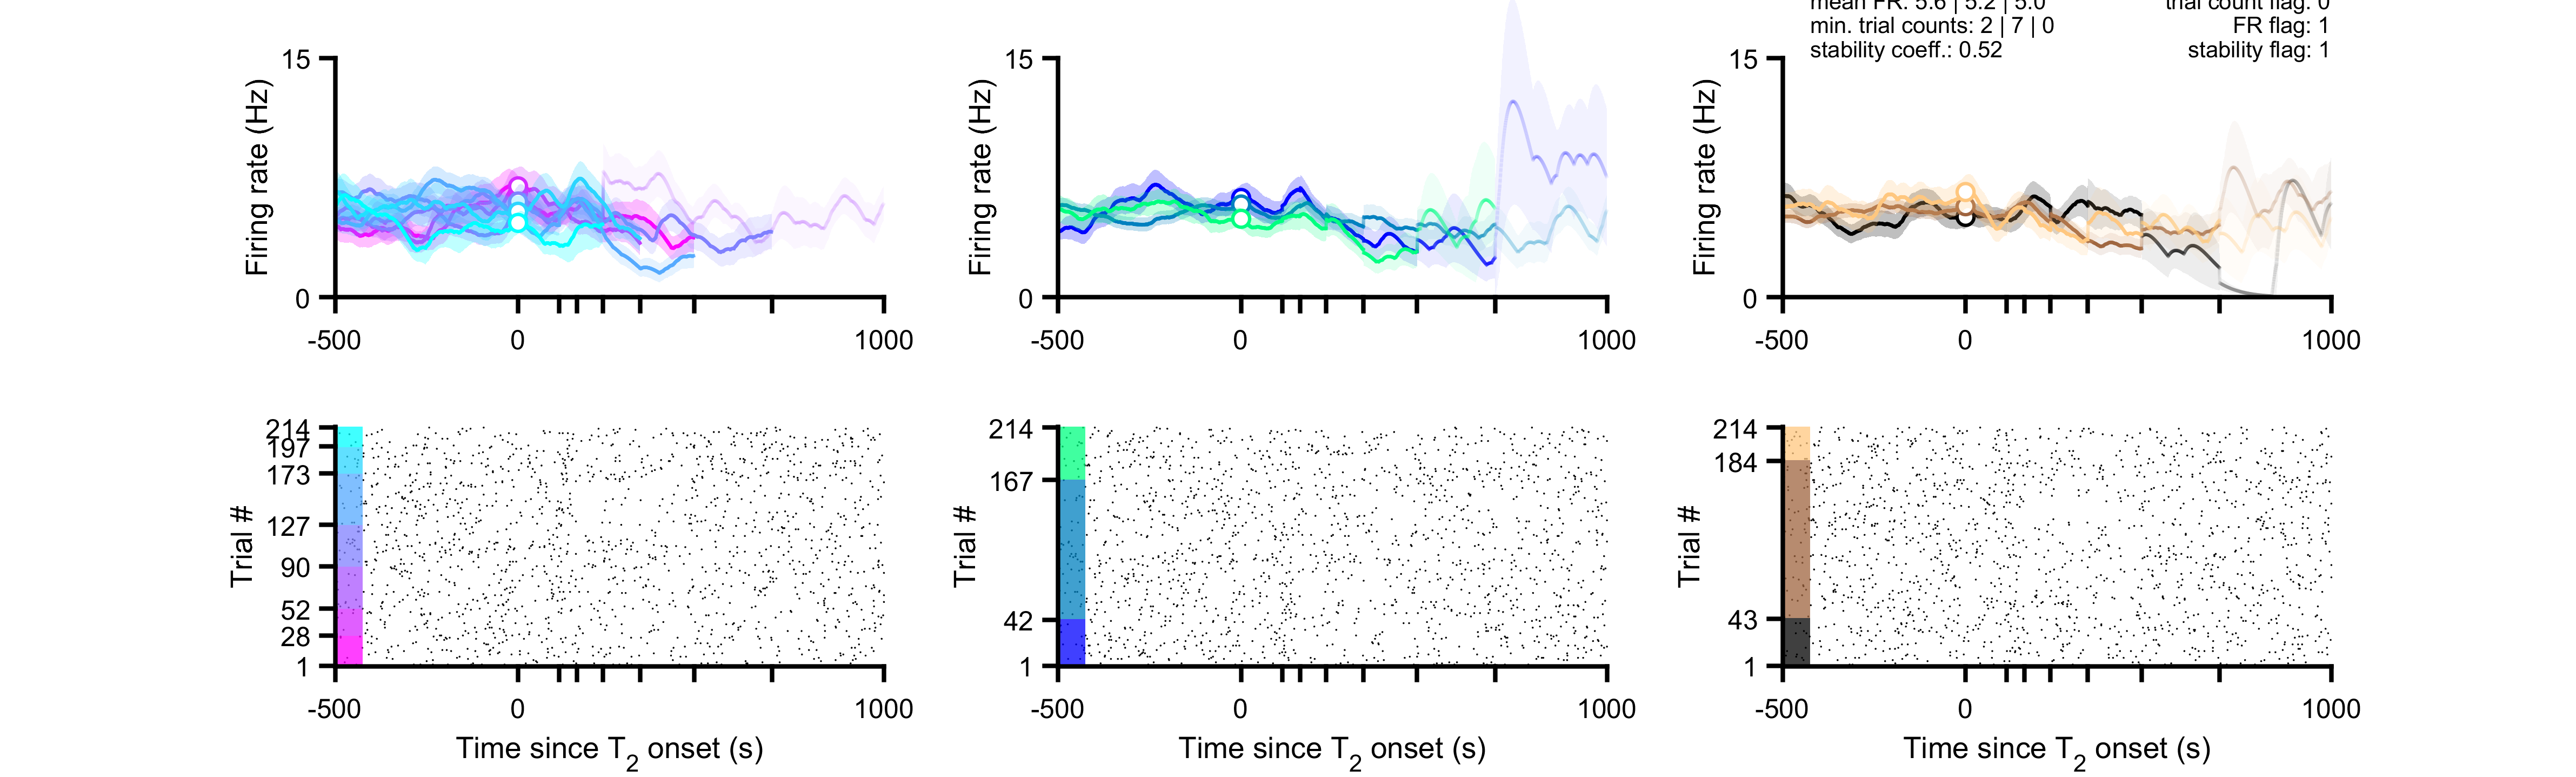 mean FR: 5.6 | 5.2 | 5.0
trial count flag: 0
min. trial counts: 2 | 7 | 0
FR flag: 1
stability coeff.: 0.52
stability flag: 1
Firing rate (Hz)
15
0
-500
0
1000
Firing rate (Hz)
15
0
-500
0
1000
Firing rate (Hz)
15
0
-500
0
1000
Trial #
214
197
173
127
90
52
28
1
-500
0
1000
Time since T2 onset (s)
Trial #
214
167
42
1
-500
0
1000
Time since T2 onset (s)
Trial #
214
184
43
1
-500
0
1000
Time since T2 onset (s)